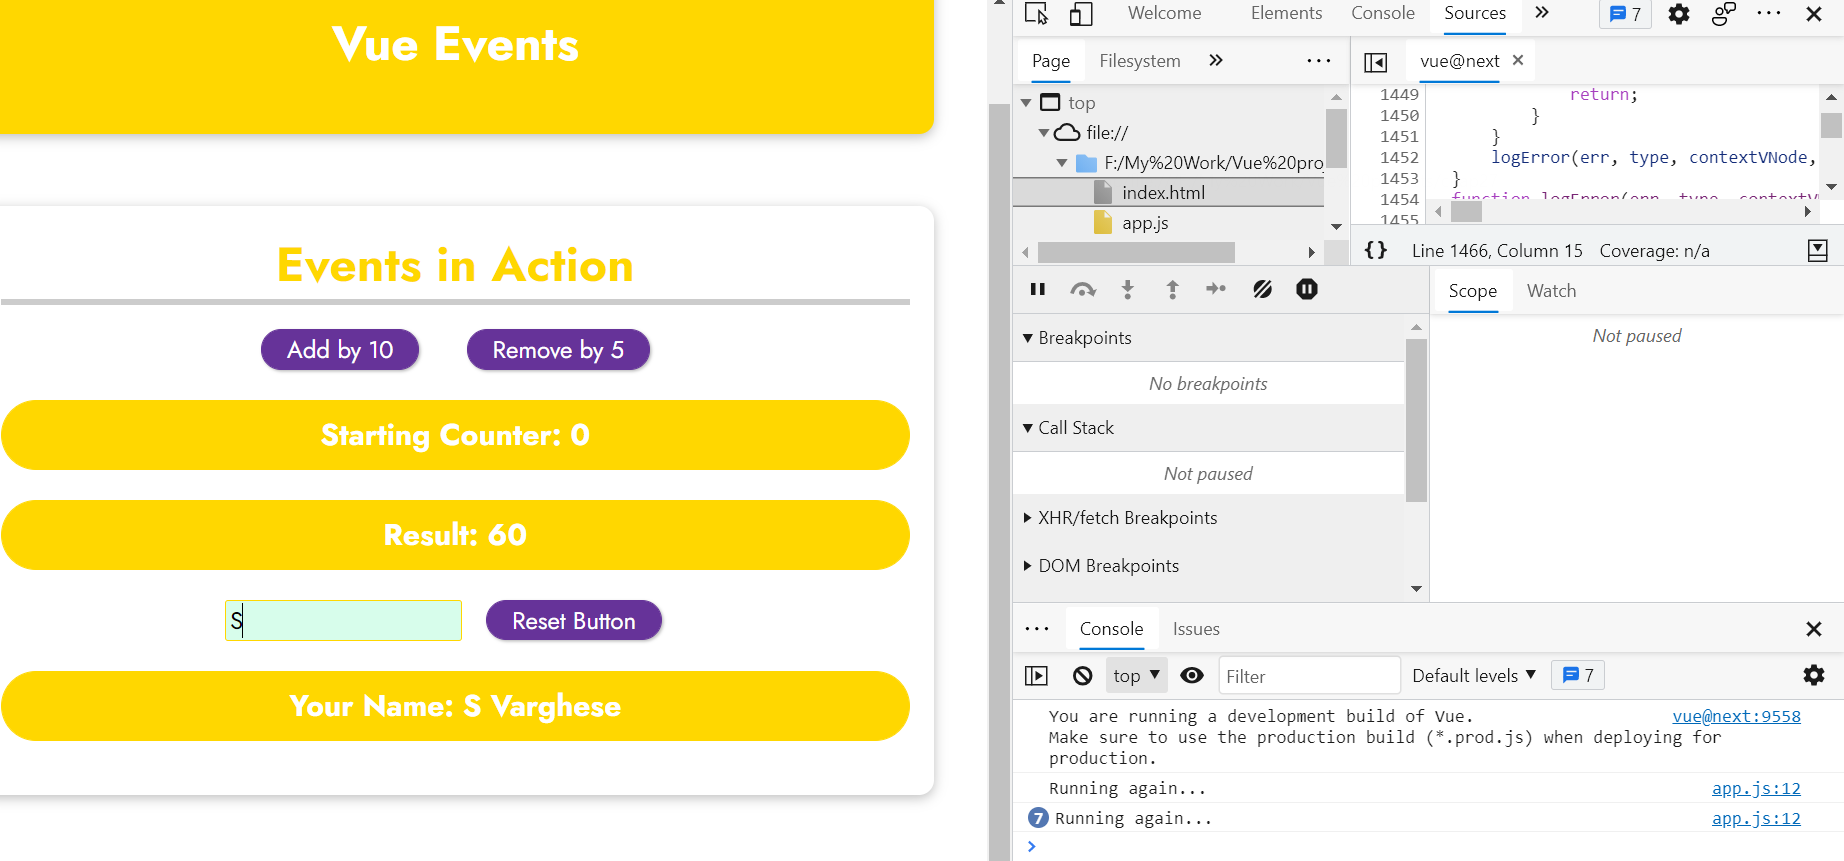 Vue Events
Events in Action
Add by 10
Remove by 5
Starting Counter: 0
Result: 60
S
Reset Button
Your Name: S Varghese
Welcome Elements Console Sources 7
Page Filesystem
top
file://
F:/My%20Work/Vue%20pro
index.html
app.js
vue@next
1449 return;
1450 }
1451 }
1452 logError(err, type, contextVNode,
1453 }
1454 function logError(err, type, contextV
1455
{} Line 1466, Column 15 Coverage: n/a
Breakpoints
No breakpoints
Call Stack
Not paused
XHR/fetch Breakpoints
DOM Breakpoints
Scope Watch
Not paused
Console Issues
top Filter Default levels 7
You are running a development build of Vue. vue@next:9558
Make sure to use the production build (*.prod.js) when deploying for
production.
Running again... app.js:12
7 Running again... app.js:12